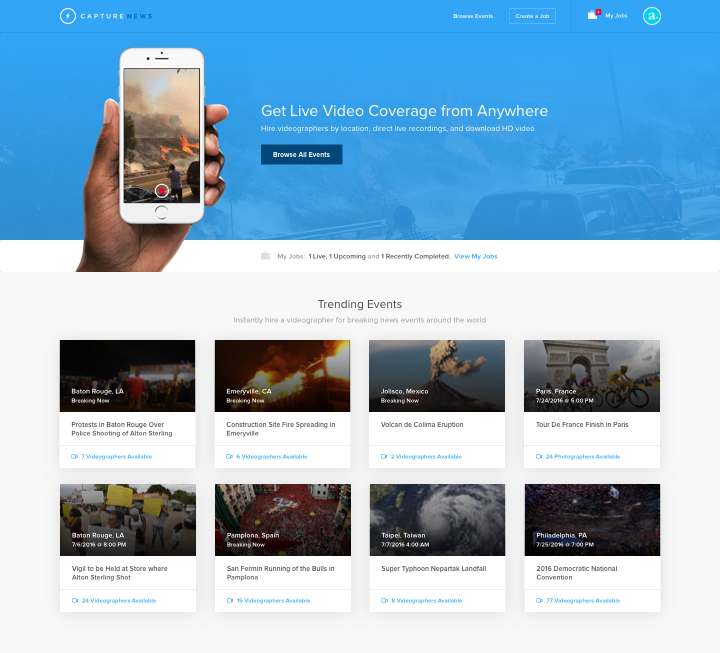 CAPTURENEWS
Browse Events
Create a Job
My Jobs
a.
Get Live Video Coverage from Anywhere
Hire videographers by location, direct live recordings, and download HD video
Browse All Events
My Jobs: 1 Live, 1 Upcoming and 1 Recently Completed. View My Jobs
Trending Events
Instantly hire a videographer for breaking news events around the world
Baton Rouge, LA
Breaking Now
Protests in Baton Rouge Over
Police Shooting of Alton Sterling
7 Videographers Available
Emeryville, CA
Breaking Now
Construction Site Fire Spreading in
Emeryville
6 Videographers Available
Jolisco, Mexico
Breaking Now
Volcan de Colima Eruption
2 Videographers Available
Paris, France
7/24/2016 @ 5:00 PM
Tour De France Finish in Paris
24 Photographers Available
Baton Rouge, LA
7/6/2016 @ 8:00 PM
Vigil to be Held at Store where
Alton Sterling Shot
24 Videographers Available
Pamplona, Spain
Breaking Now
San Fermin Running of the Bulls in
Pamplona
15 Videographers Available
Taipei, Taiwan
7/7/2016 4:00 AM
Super Typhoon Nepartak Landfall
8 Videographers Available
Philadelphia, PA
7/25/2016 @ 7:00 PM
2016 Democratic National
Convention
77 Videographers Available